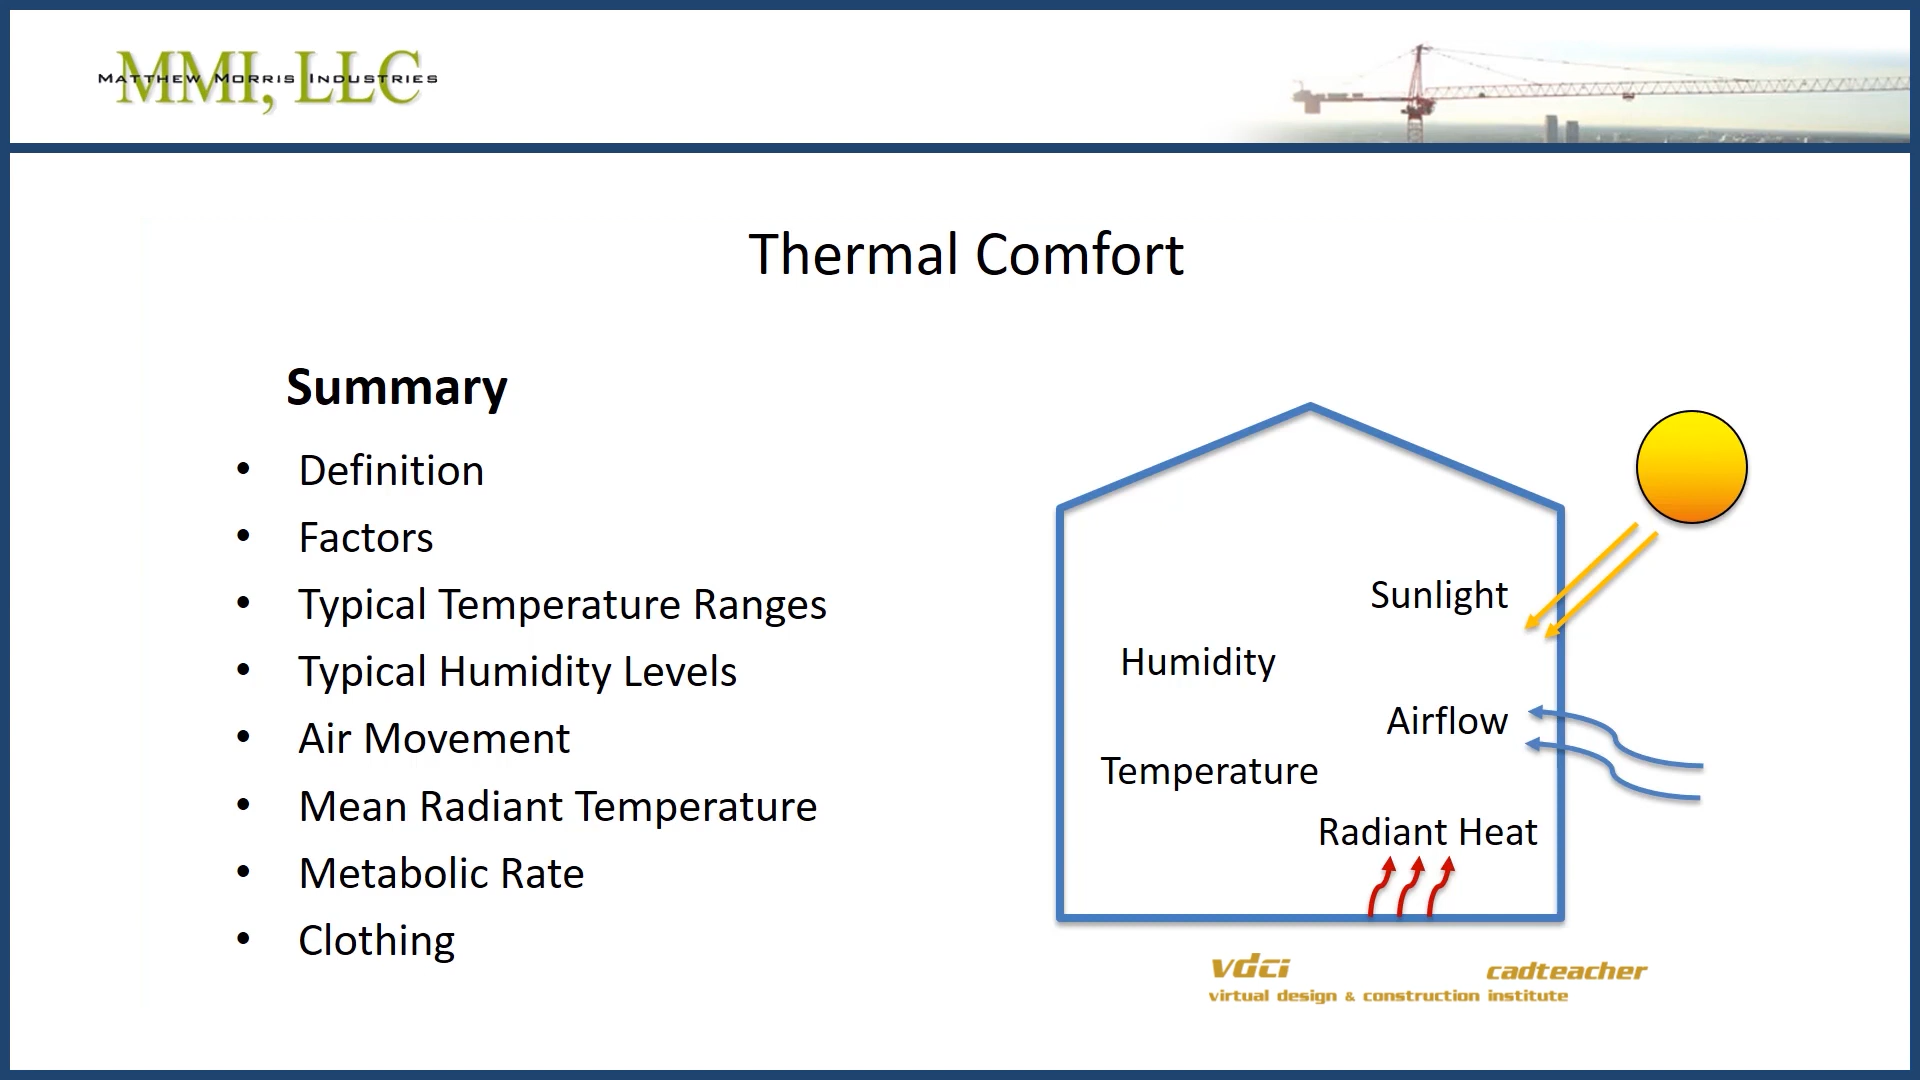 MMI, LLC
Matthew Morris Industries
Thermal Comfort
Summary
• Definition
• Factors
• Typical Temperature Ranges
• Typical Humidity Levels
• Air Movement
• Mean Radiant Temperature
• Metabolic Rate
• Clothing
Sunlight
Humidity
Airflow
Temperature
Radiant Heat
vdci cadteacher
virtual design & construction institute